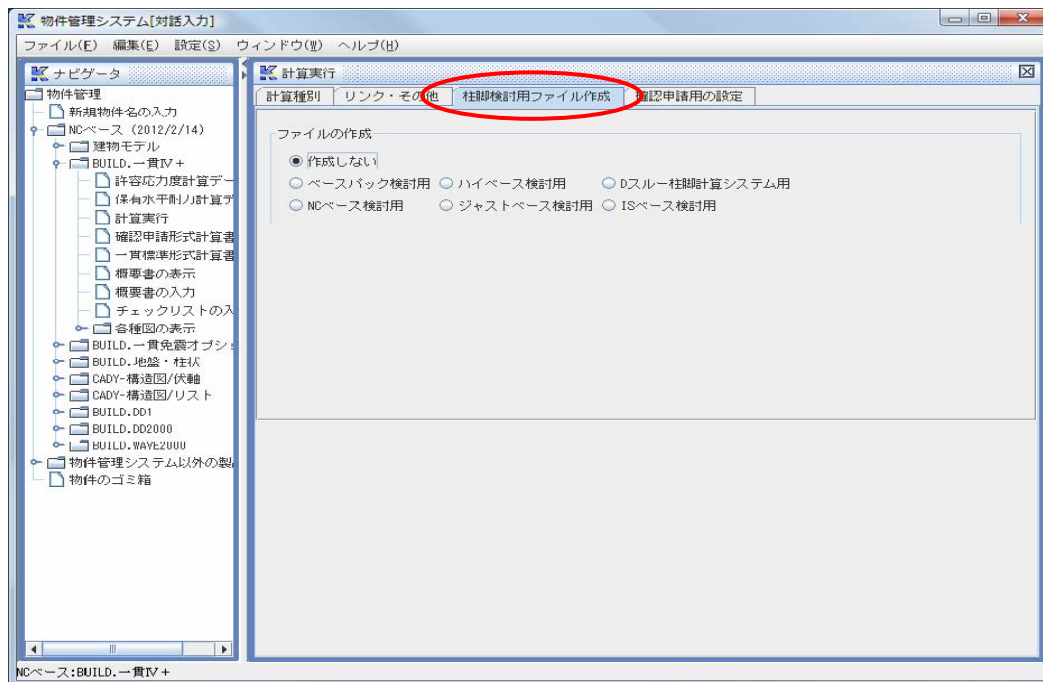 物件管理システム[対話入力]
ファイル(F) 編集(E) 設定(S) ウィンドウ(W) ヘルプ(H)
ナビゲータ
物件管理
新規物件名の入力
NCベース (2012/2/14)
建物モデル
BUILD.一貫Ⅳ+
許容応力度計算デー
保有水平耐力計算デ
計算実行
確認申請形式計算書
一貫標準形式計算書
概要書の表示
概要書の入力
チェックリストの入
各種図の表示
BUILD.一貫免震オプショ
BUILD.地盤・柱状
CADY-構造図/伏軸
CADY-構造図/リスト
BUILD.DD1
BUILD.DD2000
BUILD.WAVE2000
物件管理システム以外の製
物件のゴミ箱
計算実行
計算種別 リンク・その他 柱脚検討用ファイル作成 確認申請用の設定
ファイルの作成
作成しない
ベースパック検討用 ハイベース検討用 Dスルー柱脚計算システム用
NCベース検討用 ジャストベース検討用 ISベース検討用
NCベース:BUILD.一貫Ⅳ+